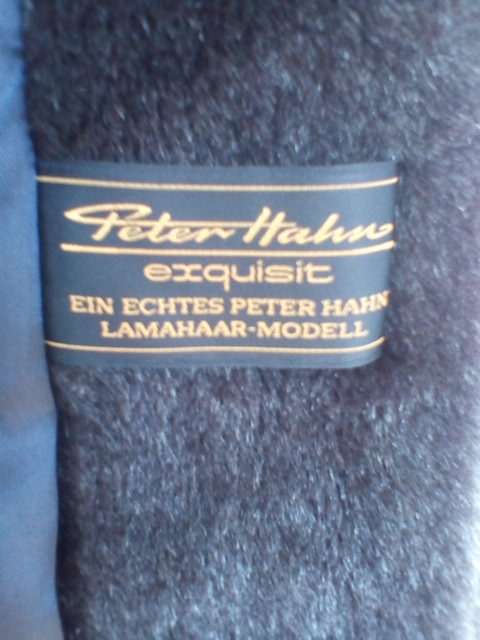 Peter Hahn
exquisit
EIN ECHTES PETER HAHN
LAMAHAAR-MODELL